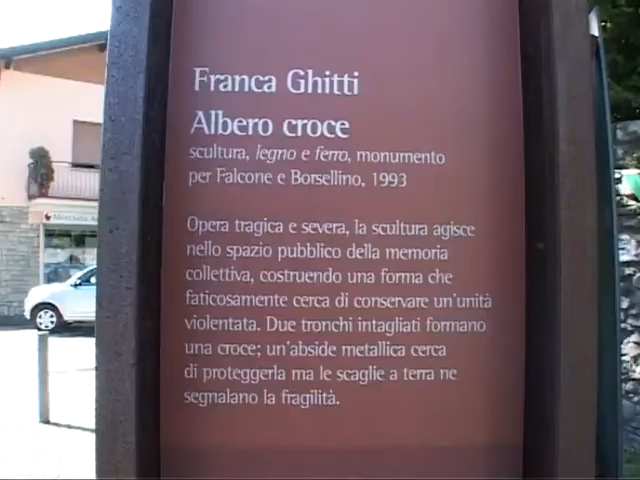 Franca Ghitti
Albero croce
scultura, legno e ferro, monumento
per Falcone e Borsellino, 1993
Opera tragica e severa, la scultura agisce
nello spazio pubblico della memoria
collettiva, costruendo una forma che
faticosamente cerca di conservare un'unità
violentata. Due tronchi intagliati formano
una croce; un'abside metallica cerca
di proteggerla ma le scaglie a terra ne
segnalano la fragilità.